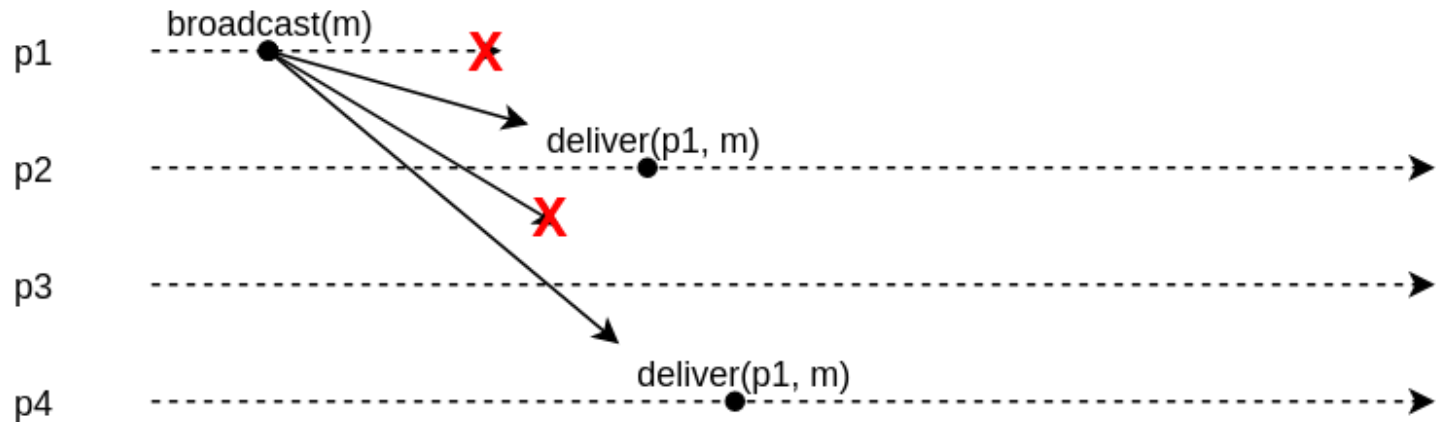 broadcast(m)
p1
X
deliver(p1, m)
p2
X
p3
deliver(p1, m)
p4